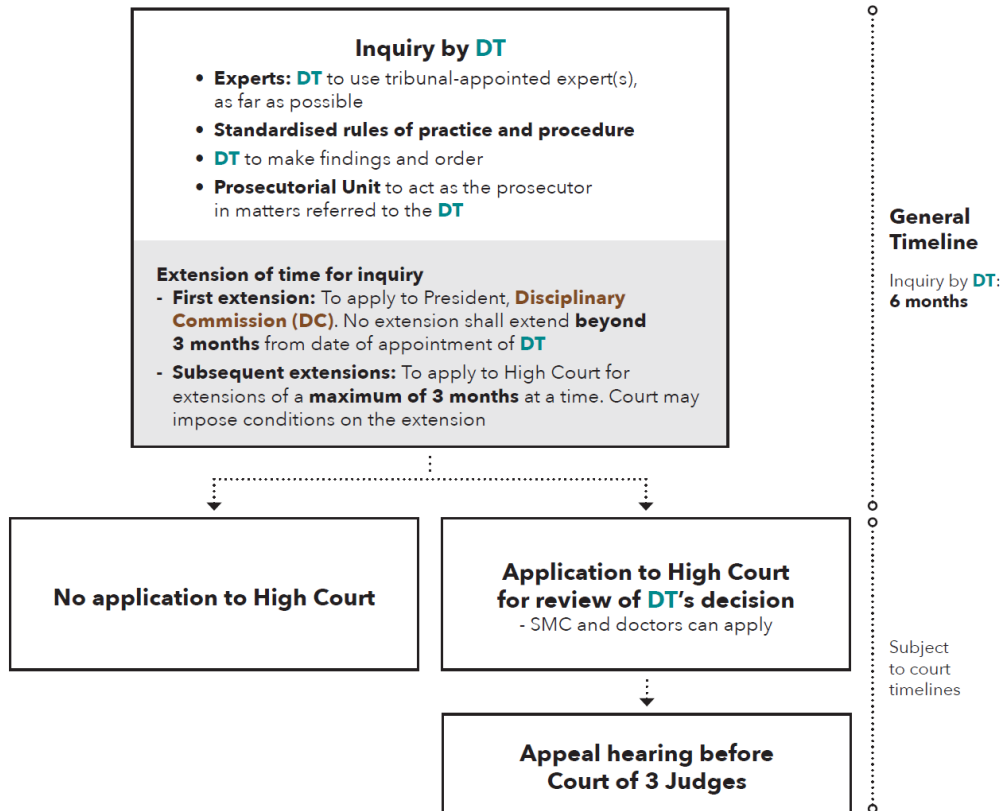 Inquiry by DT
• Experts: DT to use tribunal-appointed expert(s),
as far as possible
• Standardised rules of practice and procedure
• DT to make findings and order
• Prosecutorial Unit to act as the prosecutor
in matters referred to the DT
Extension of time for inquiry
- First extension: To apply to President, Disciplinary
Commission (DC). No extension shall extend beyond
3 months from date of appointment of DT
- Subsequent extensions: To apply to High Court for
extensions of a maximum of 3 months at a time. Court may
impose conditions on the extension
General
Timeline
Inquiry by DT:
6 months
No application to High Court
Application to High Court
for review of DT's decision
- SMC and doctors can apply
Subject
to court
timelines
Appeal hearing before
Court of 3 Judges